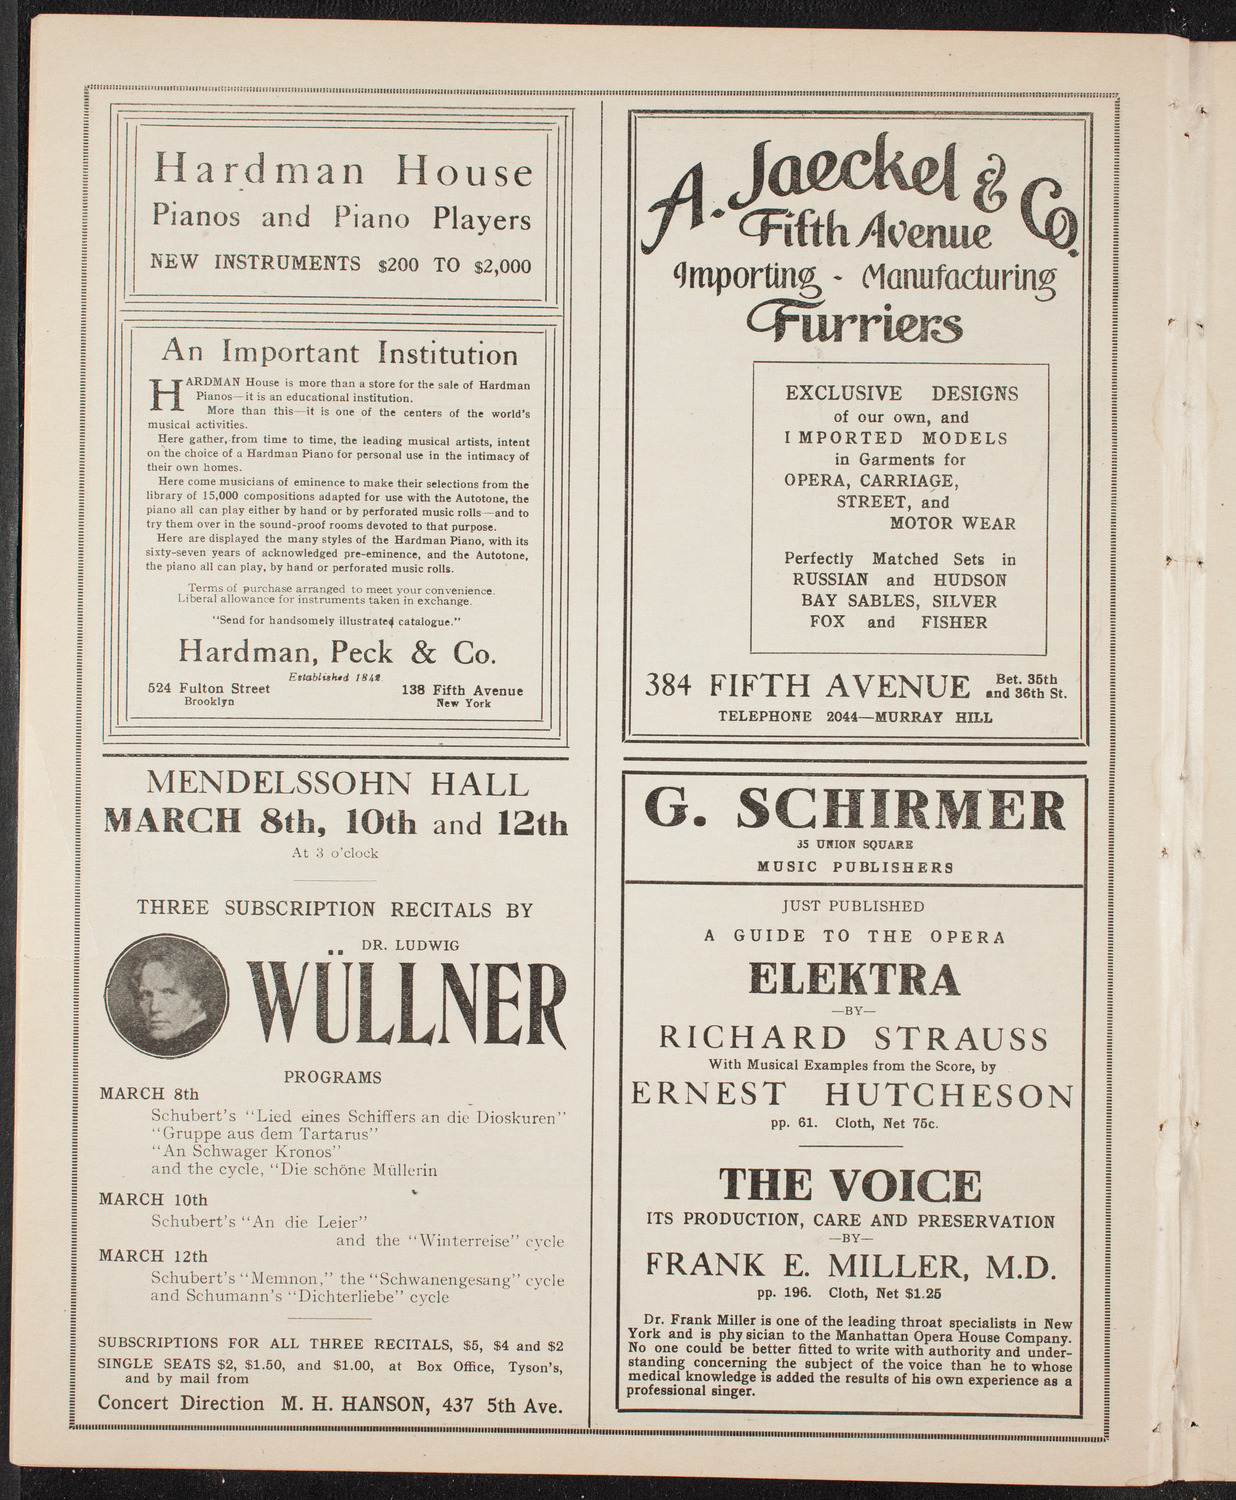 Hardman House
Pianos and Piano Players
NEW INSTRUMENTS $200 TO $2,000
An Important Institution
HARDMAN House is more than a store for the sale of Hardman
Pianos—it is an educational institution.
More than this—it is one of the centers of the world's
musical activities.
Here gather, from time to time, the leading musical artists, intent
on the choice of a Hardman Piano for personal use in the intimacy of
their own homes.
Here come musicians of eminence to make their selections from the
library of 15,000 compositions adapted for use with the Autotone, the
piano all can play either by hand or by perforated music rolls—and to
try them over in the sound-proof rooms devoted to that purpose.
Here are displayed the many styles of the Hardman Piano, with its
sixty-seven years of acknowledged pre-eminence, and the Autotone,
the piano all can play, by hand or perforated music rolls.
Terms of purchase arranged to meet your convenience.
Liberal allowance for instruments taken in exchange.
"Send for handsomely illustrated catalogue."
Hardman, Peck & Co.
Established 1842
524 Fulton Street
Brooklyn
138 Fifth Avenue
New York
MENDELSSOHN HALL
MARCH 8th, 10th and 12th
At 3 o'clock
THREE SUBSCRIPTION RECITALS BY
DR. LUDWIG
WÜLLNER
PROGRAMS
MARCH 8th
Schubert's "Lied eines Schiffers an die Dioskuren"
"Gruppe aus dem Tartarus"
"An Schwager Kronos"
and the cycle, "Die schöne Müllerin
MARCH 10th
Schubert's "An die Leier"
and the "Winterreise" cycle
MARCH 12th
Schubert's "Memnon," the "Schwanengesang" cycle
and Schumann's "Dichterliebe" cycle
SUBSCRIPTIONS FOR ALL THREE RECITALS, $5, $4 and $2
SINGLE SEATS $2, $1.50, and $1.00, at Box Office, Tyson's,
and by mail from
Concert Direction M. H. HANSON, 437 5th Ave.
A. Jaeckel & Co.
Fifth Avenue
Importing - Manufacturing
Furriers
EXCLUSIVE DESIGNS
of our own, and
IMPORTED MODELS
in Garments for
OPERA, CARRIAGE,
STREET, and
MOTOR WEAR
Perfectly Matched Sets in
RUSSIAN and HUDSON
BAY SABLES, SILVER
FOX and FISHER
384 FIFTH AVENUE Bet. 35th
and 36th St.
TELEPHONE 2044—MURRAY HILL
G. SCHIRMER
35 UNION SQUARE
MUSIC PUBLISHERS
JUST PUBLISHED
A GUIDE TO THE OPERA
ELEKTRA
—BY—
RICHARD STRAUSS
With Musical Examples from the Score, by
ERNEST HUTCHESON
pp. 61. Cloth, Net 75c.
THE VOICE
ITS PRODUCTION, CARE AND PRESERVATION
—BY—
FRANK E. MILLER, M.D.
pp. 196. Cloth, Net $1.25
Dr. Frank Miller is one of the leading throat specialists in New
York and is physician to the Manhattan Opera House Company.
No one could be better fitted to write with authority and under-
standing concerning the subject of the voice than he to whose
medical knowledge is added the results of his own experience as a
professional singer.